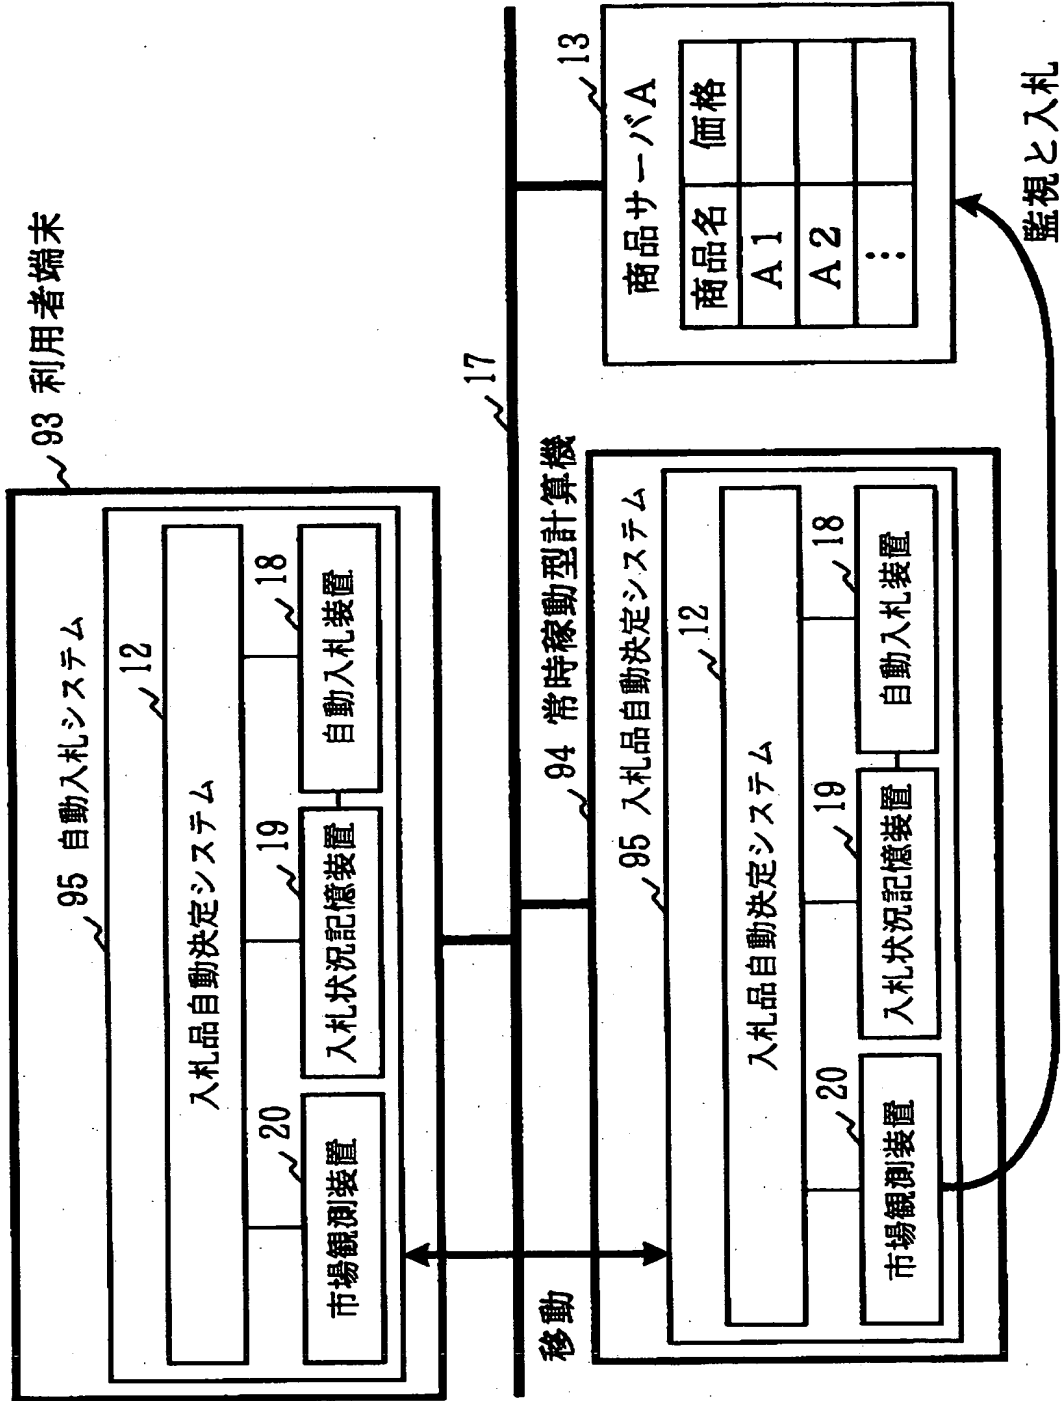 93 利用者端末
95 自動入札システム
12
入札品自動決定システム
20
19
18
市場観測装置
入札状況記憶装置
自動入札装置
17
移動
94 常時稼動型計算機
95 入札品自動決定システム
12
入札品自動決定システム
20
19
18
市場観測装置
入札状況記憶装置
自動入札装置
13
商品サーバA
商品名 価格
A1
A2
⋮
監視と入札